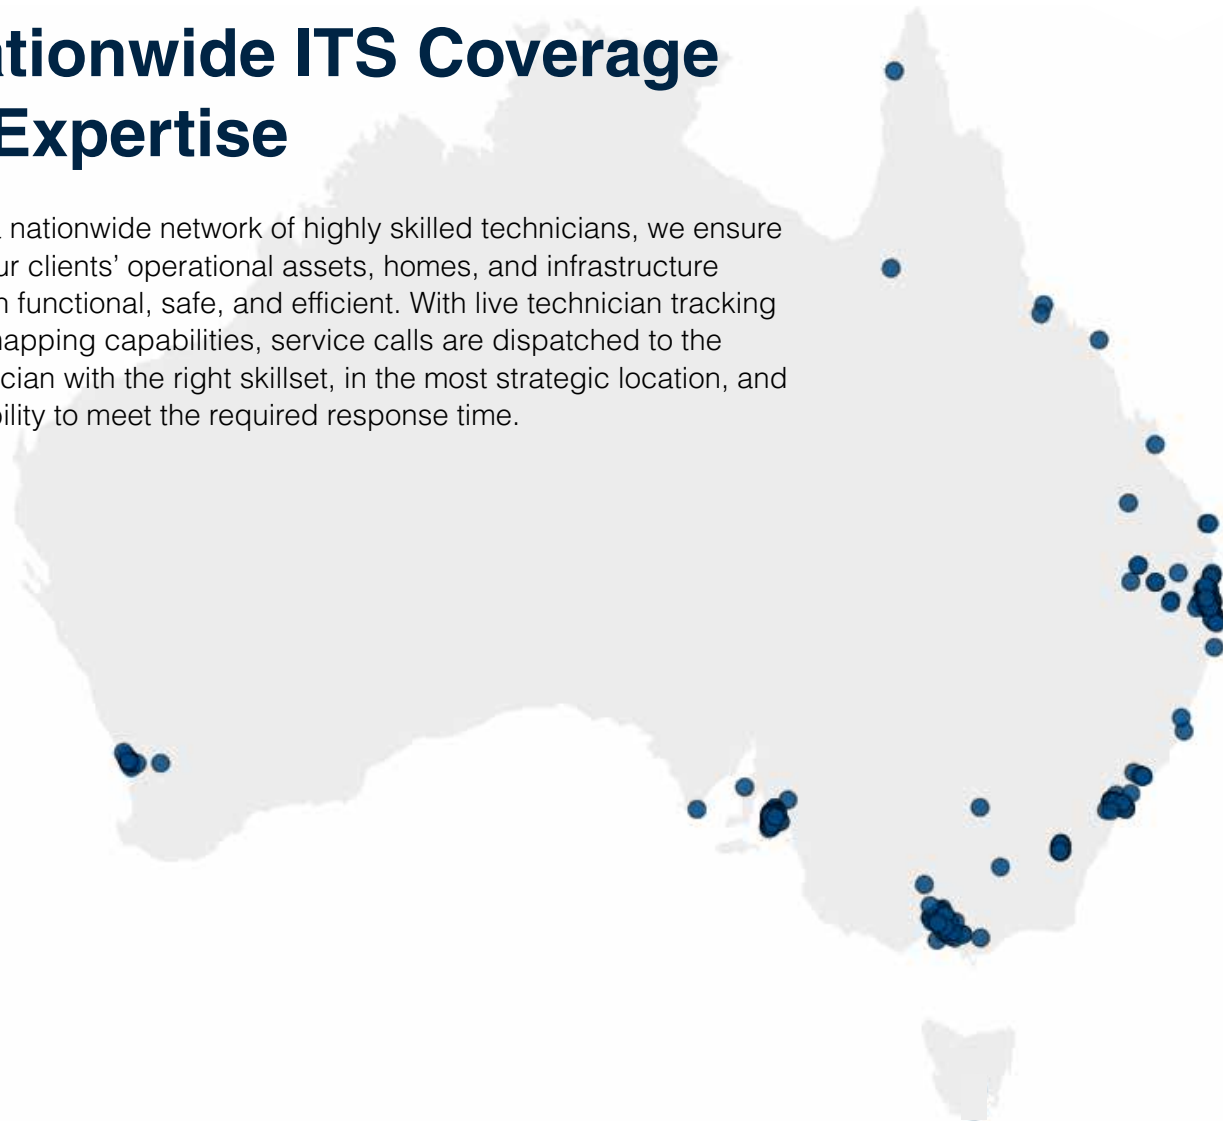 tionwide ITS Coverage
Expertise
nationwide network of highly skilled technicians, we ensure
ur clients’ operational assets, homes, and infrastructure
n functional, safe, and efficient. With live technician tracking
napping capabilities, service calls are dispatched to the
cian with the right skillset, in the most strategic location, and
bility to meet the required response time.